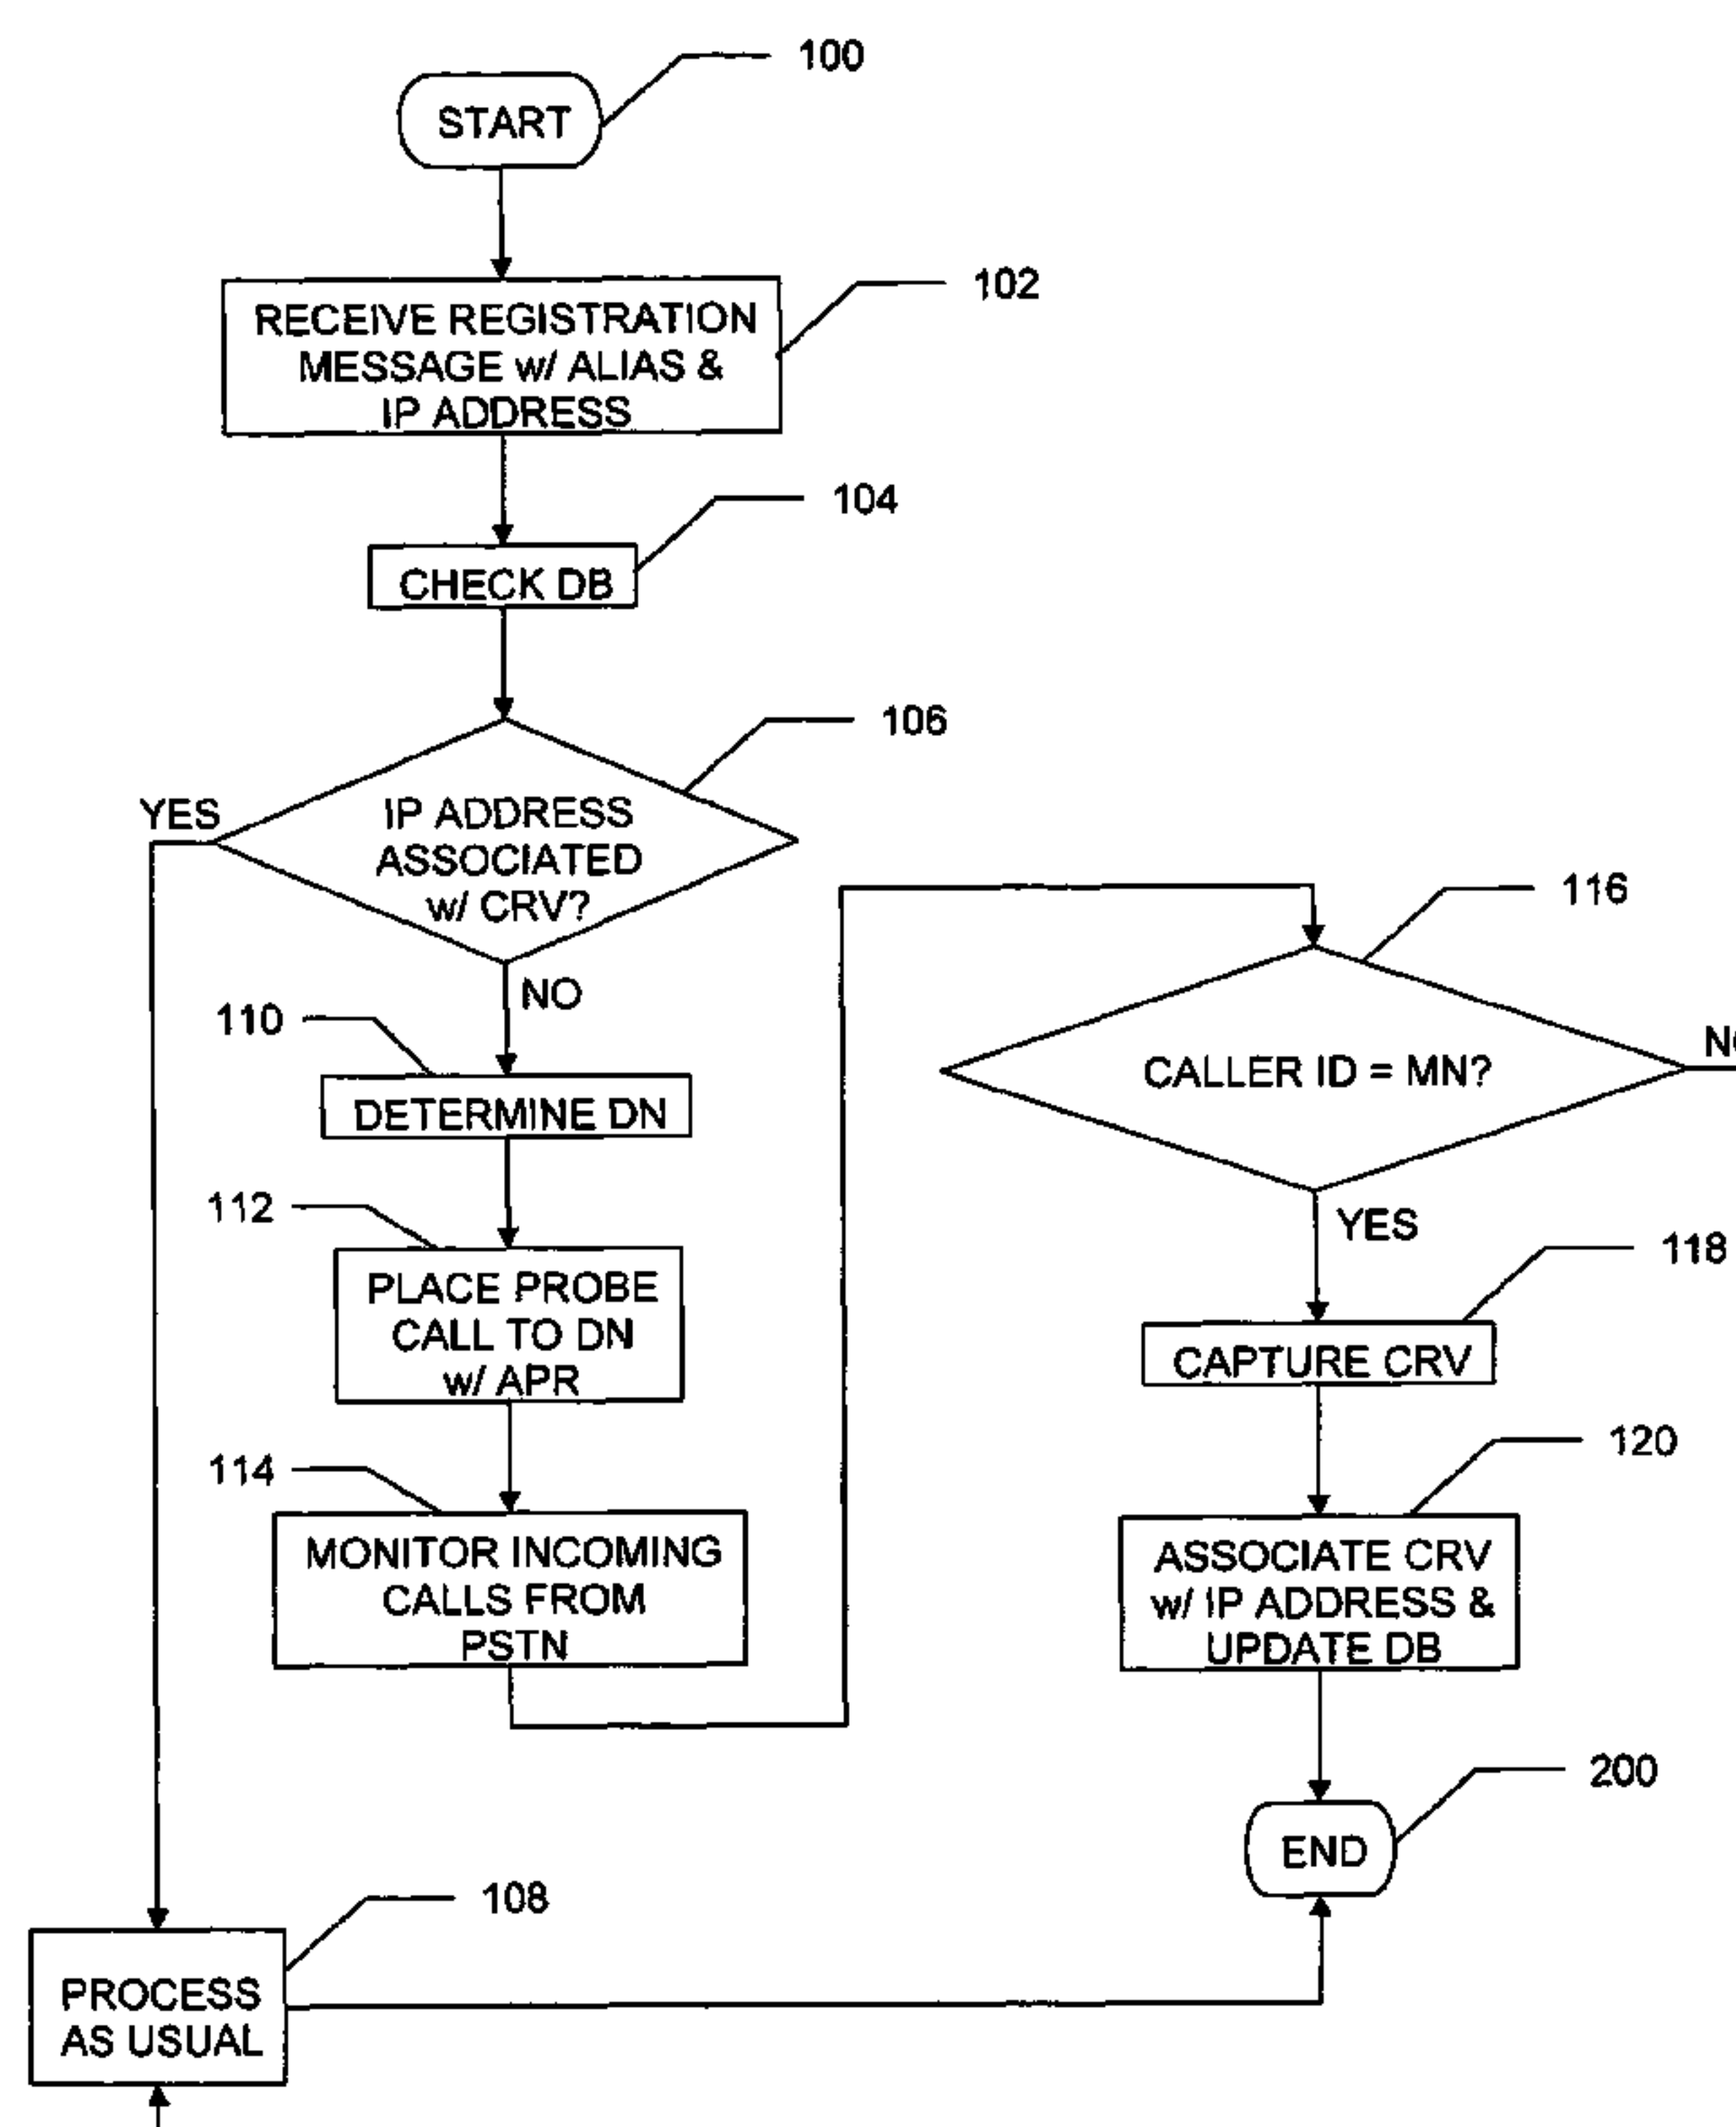 100
START
102
RECEIVE REGISTRATION
MESSAGE w/ ALIAS &
IP ADDRESS
104
CHECK DB
106
YES
IP ADDRESS
ASSOCIATED
w/ CRV?
NO
110
DETERMINE DN
112
PLACE PROBE
CALL TO DN
w/ APR
114
MONITOR INCOMING
CALLS FROM
PSTN
116
CALLER ID = MN?
YES
118
CAPTURE CRV
120
ASSOCIATE CRV
w/ IP ADDRESS &
UPDATE DB
200
END
108
PROCESS
AS USUAL